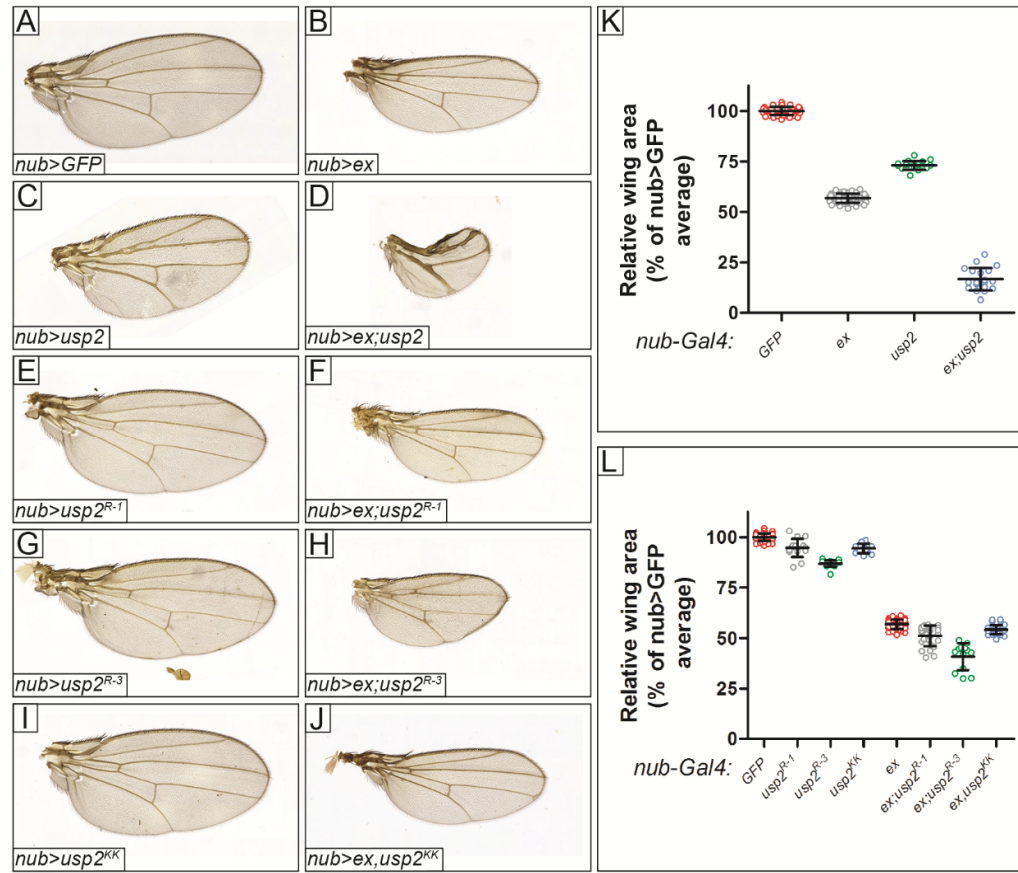 A
nub>GFP
B
nub>ex
C
nub>usp2
D
nub>ex;usp2
E
nub>usp2R-1
F
nub>ex;usp2R-1
G
nub>usp2R-3
H
nub>ex;usp2R-3
I
nub>usp2KK
J
nub>ex,usp2KK
K
Relative wing area
(% of nub>GFP
average)
100
75
50
25
0
nub-Gal4:
GFP
ex
usp2
ex;usp2
L
Relative wing area
(% of nub>GFP
average)
100
75
50
25
0
nub-Gal4:
GFP
usp2R-1
usp2R-3
usp2KK
ex
ex;usp2R-1
ex;usp2R-3
ex,usp2KK